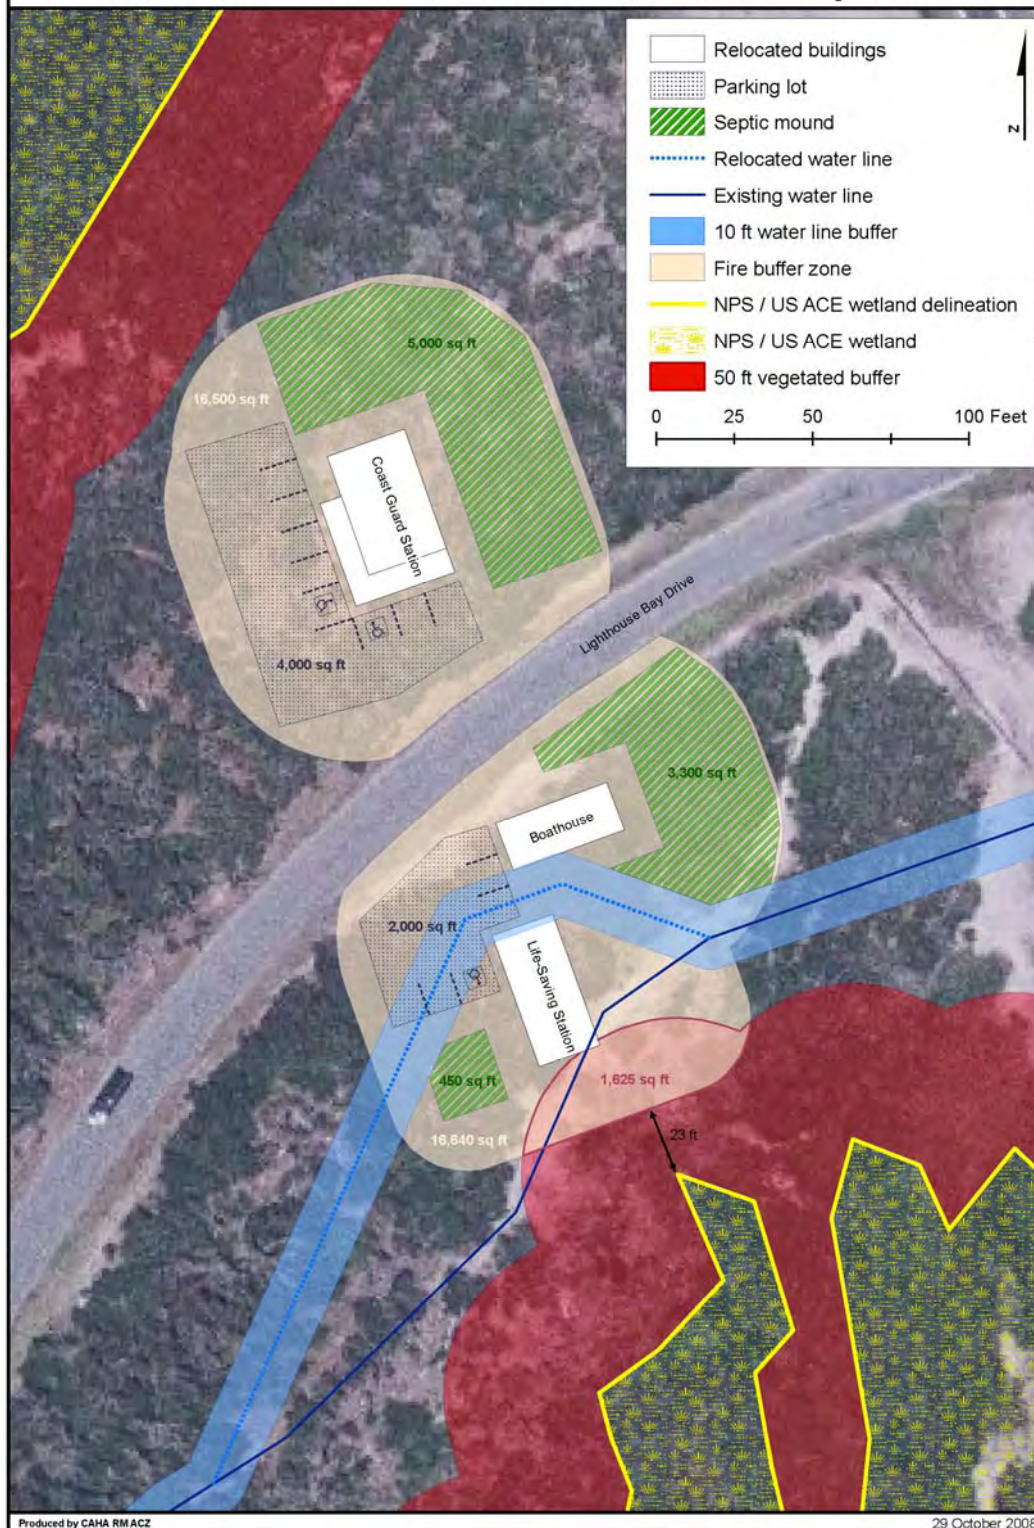 Relocated buildings
Parking lot
Septic mound
Relocated water line
Existing water line
10 ft water line buffer
Fire buffer zone
NPS / US ACE wetland delineation
NPS / US ACE wetland
50 ft vegetated buffer
0 25 50 100 Feet
N
5,000 sq ft
16,500 sq ft
Coast Guard Station
4,000 sq ft
Lighthouse Bay Drive
3,300 sq ft
Boathouse
2,000 sq ft
Life-Saving Station
450 sq ft
1,625 sq ft
16,640 sq ft
23 ft
Produced by CAHA RM ACZ
29 October 2008